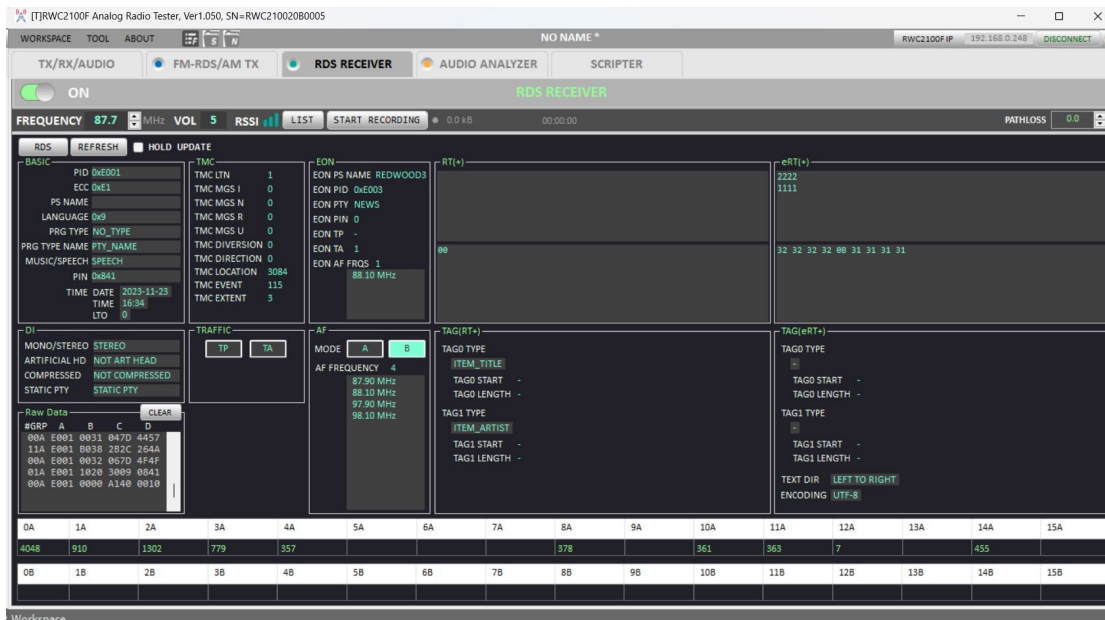 [T]RWC2100F Analog Radio Tester, Ver1.050, SN=RWC210020B0005
WORKSPACE TOOL ABOUT F S N NO NAME * RWC2100F IP 192.168.0.248 DISCONNECT
TX/RX/AUDIO FM-RDS/AM TX RDS RECEIVER AUDIO ANALYZER SCRIPTER
ON RDS RECEIVER
FREQUENCY 87.7 MHz VOL 5 RSSI LIST START RECORDING 0.0 kB 00:00:00 PATHLOSS 0.0
RDS REFRESH HOLD UPDATE
BASIC
PID 0xE001
ECC 0xE1
PS NAME
LANGUAGE 0x9
PRG TYPE NO_TYPE
PRG TYPE NAME PTY_NAME
MUSIC/SPEECH SPEECH
PIN 0x841
TIME DATE 2023-11-23
TIME 16:34
LTO 0
TMC
TMC LTN 1
TMC MGS I 0
TMC MGS N 0
TMC MGS R 0
TMC MGS U 0
TMC DIVERSION 0
TMC DIRECTION 0
TMC LOCATION 3084
TMC EVENT 115
TMC EXTENT 3
EON
EON PS NAME REDWOOD3
EON PID 0xE003
EON PTY NEWS
EON PIN 0
EON TP -
EON TA 1
EON AF FRQS 1
88.10 MHz
RT(+)
00
eRT(+)
2222
1111
32 32 32 32 0B 31 31 31 31
DI
MONO/STEREO STEREO
ARTIFICIAL HD NOT ART HEAD
COMPRESSED NOT COMPRESSED
STATIC PTY STATIC PTY
TRAFFIC
TP TA
AF
MODE A B
AF FREQUENCY 4
87.90 MHz
88.10 MHz
97.90 MHz
98.10 MHz
TAG(RT+)
TAG0 TYPE
ITEM_TITLE
TAG0 START -
TAG0 LENGTH -
TAG1 TYPE
ITEM_ARTIST
TAG1 START -
TAG1 LENGTH -
TAG(eRT+)
TAG0 TYPE
-
TAG0 START -
TAG0 LENGTH -
TAG1 TYPE
-
TAG1 START -
TAG1 LENGTH -
TEXT DIR LEFT TO RIGHT
ENCODING UTF-8
Raw Data CLEAR
#GRP A B C D
00A E001 0031 047D 4457
11A E001 B038 2B2C 264A
00A E001 0032 067D 4F4F
01A E001 1020 3009 0841
00A E001 0000 A140 0010
0A 1A 2A 3A 4A 5A 6A 7A 8A 9A 10A 11A 12A 13A 14A 15A
4048 910 1302 779 357 378 361 363 7 455
0B 1B 2B 3B 4B 5B 6B 7B 8B 9B 10B 11B 12B 13B 14B 15B
Workspace